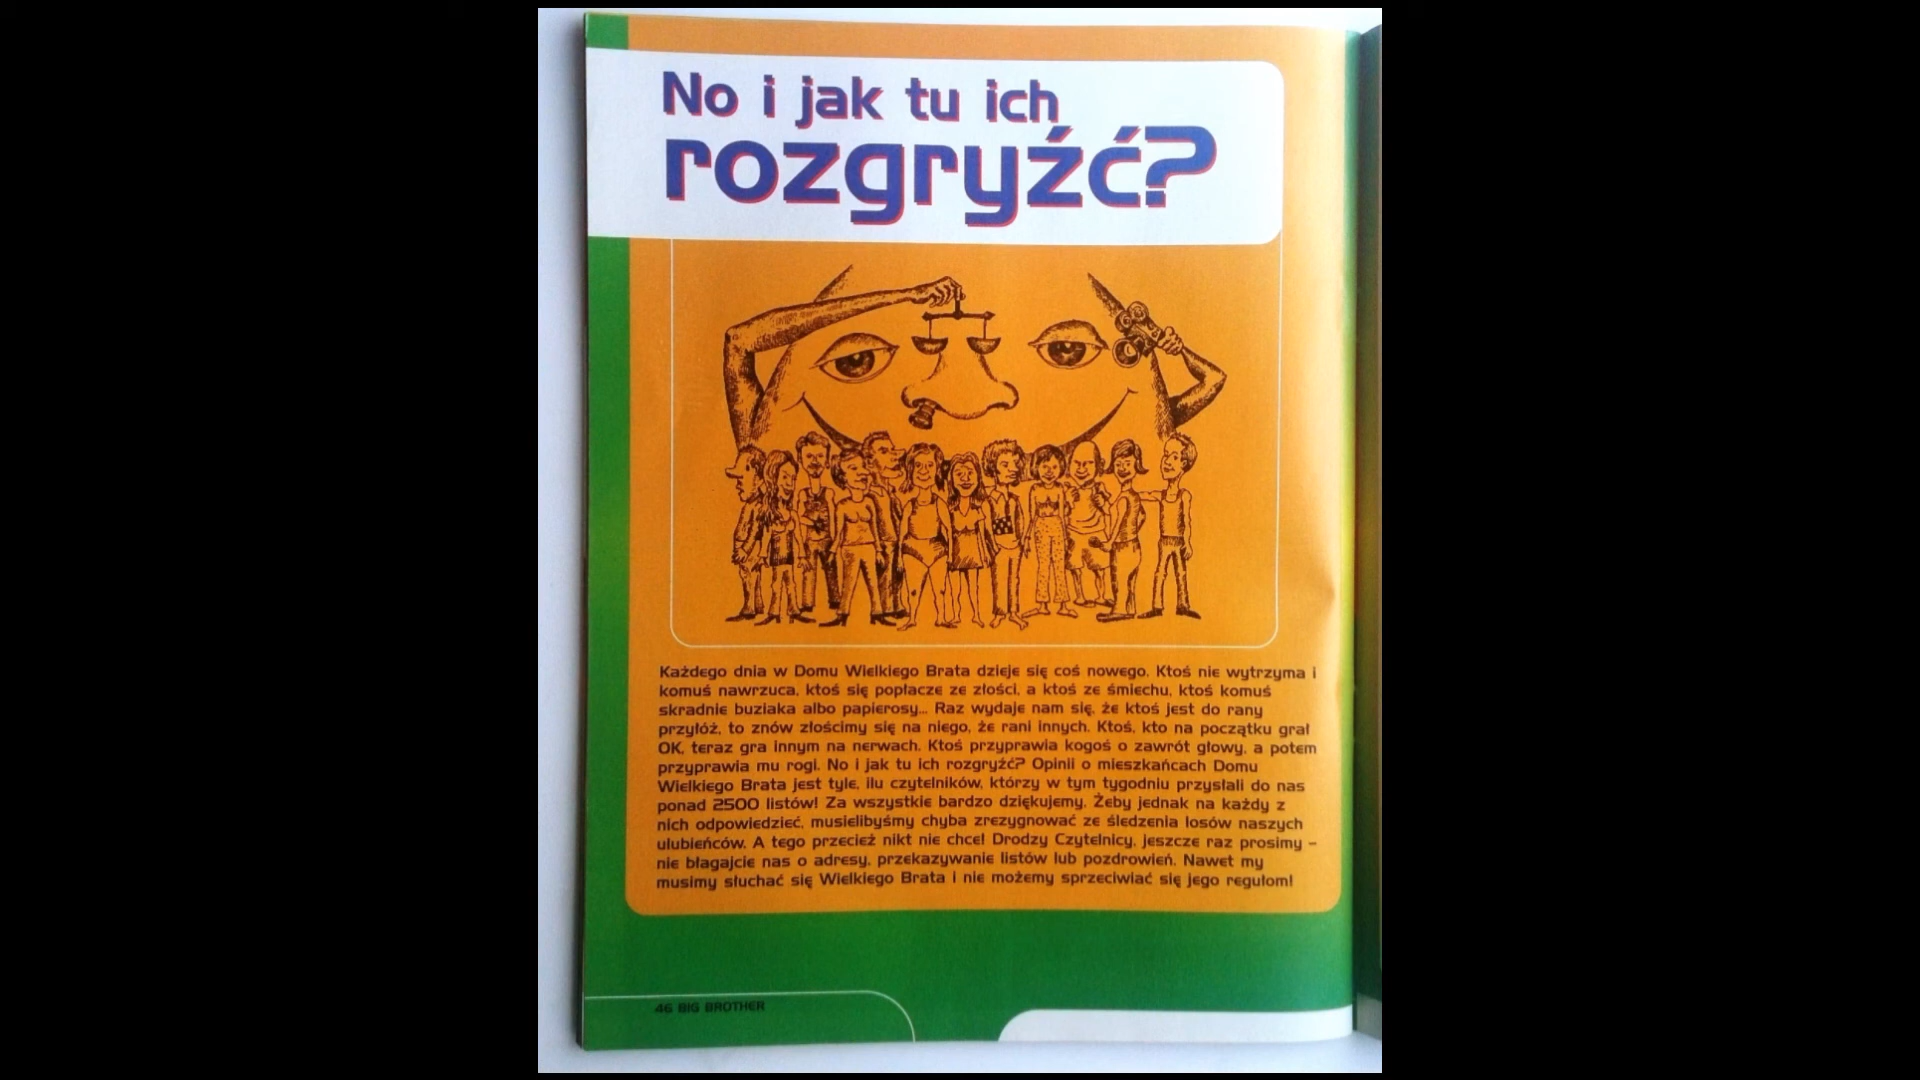 No i jak tu ich
rozgryźć?
Każdego dnia w Domu Wielkiego Brata dzieje się coś nowego. Ktoś nie wytrzyma i
komuś nawrzuca, ktoś się popłacze ze złości, a ktoś ze śmiechu, ktoś komuś
skradnie buziaka albo papierosy... Raz wydaje nam się, że ktoś jest do rany
przyłóż, to znów złościmy się na niego, że rani innych. Ktoś, kto na początku grał
OK, teraz gra innym na nerwach. Ktoś przyprawia kogoś o zawrót głowy, a potem
przyprawia mu rogi. No i jak tu ich rozgryźć? Opinii o mieszkańcach Domu
Wielkiego Brata jest tyle, ilu czytelników, którzy w tym tygodniu przysłali do nas
ponad 2500 listów! Za wszystkie bardzo dziękujemy. Żeby jednak na każdy z
nich odpowiedzieć, musielibyśmy chyba zrezygnować ze śledzenia losów naszych
ulubieńców. A tego przecież nikt nie chce! Drodzy Czytelnicy, jeszcze raz prosimy –
nie błagajcie nas o adresy, przekazywanie listów lub pozdrowień. Nawet my
musimy słuchać się Wielkiego Brata i nie możemy sprzeciwiać się jego regułom!
46 BIG BROTHER